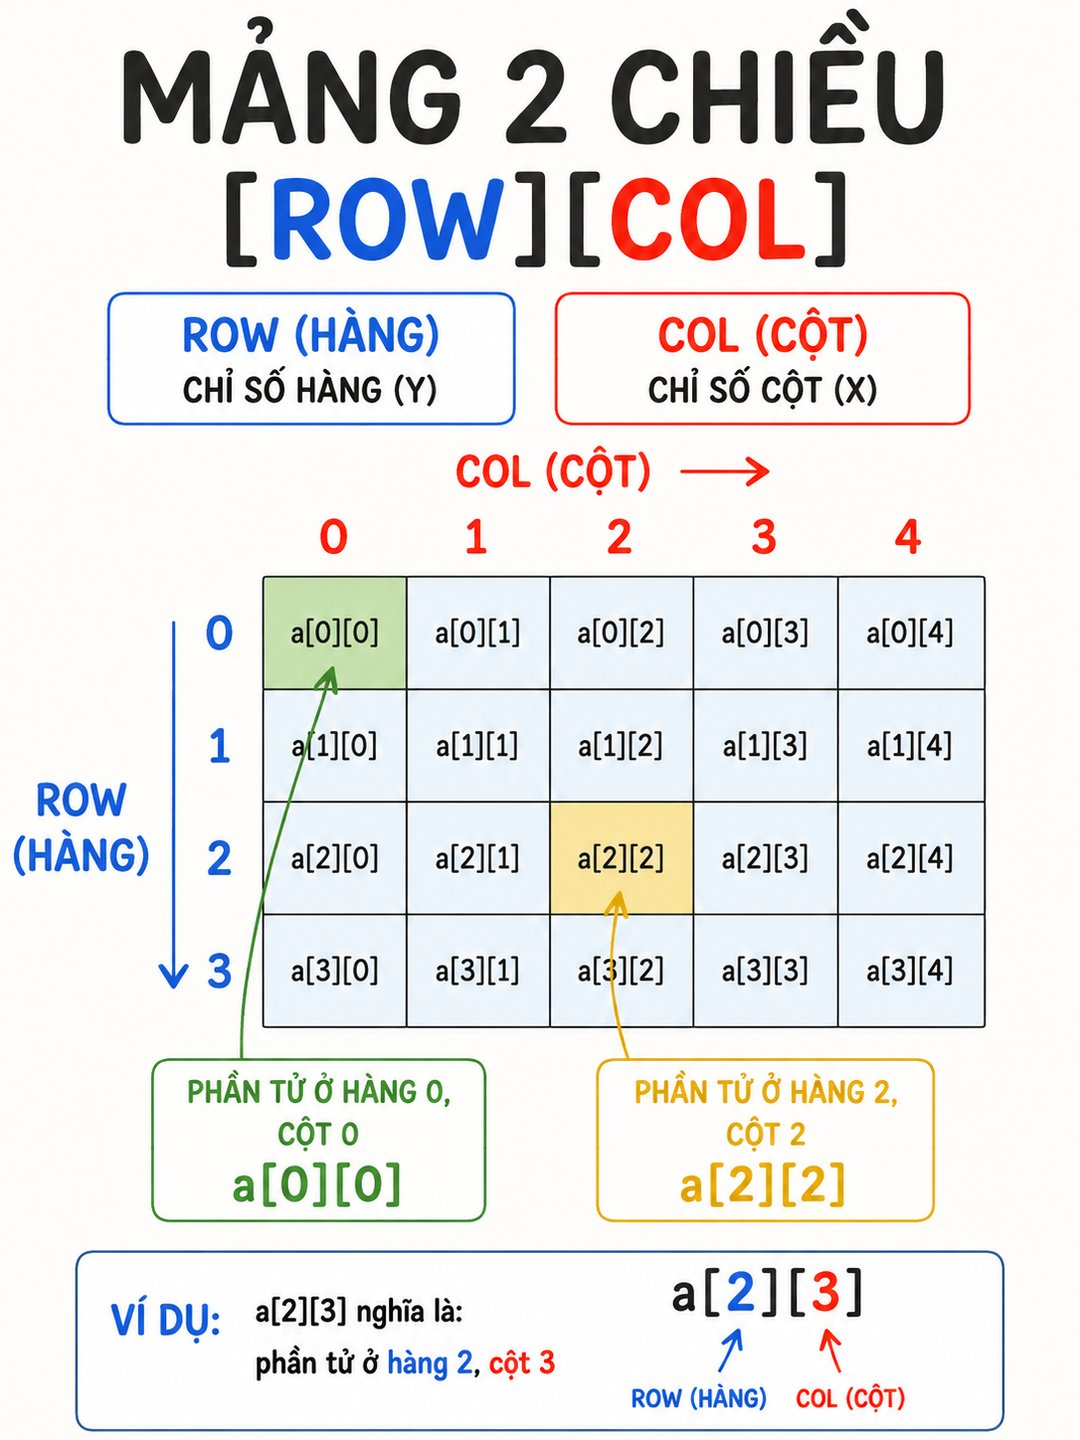 MẢNG 2 CHIỀU
[ROW][COL]
ROW (HÀNG)
CHỈ SỐ HÀNG (Y)
COL (CỘT)
CHỈ SỐ CỘT (X)
COL (CỘT)
0 1 2 3 4
0 a[0][0] a[0][1] a[0][2] a[0][3] a[0][4]
1 a[1][0] a[1][1] a[1][2] a[1][3] a[1][4]
ROW
(HÀNG)
2 a[2][0] a[2][1] a[2][2] a[2][3] a[2][4]
3 a[3][0] a[3][1] a[3][2] a[3][3] a[3][4]
PHẦN TỬ Ở HÀNG 0,
CỘT 0
a[0][0]
PHẦN TỬ Ở HÀNG 2,
CỘT 2
a[2][2]
VÍ DỤ:
a[2][3] nghĩa là:
phần tử ở hàng 2, cột 3
a[2][3]
ROW (HÀNG) COL (CỘT)